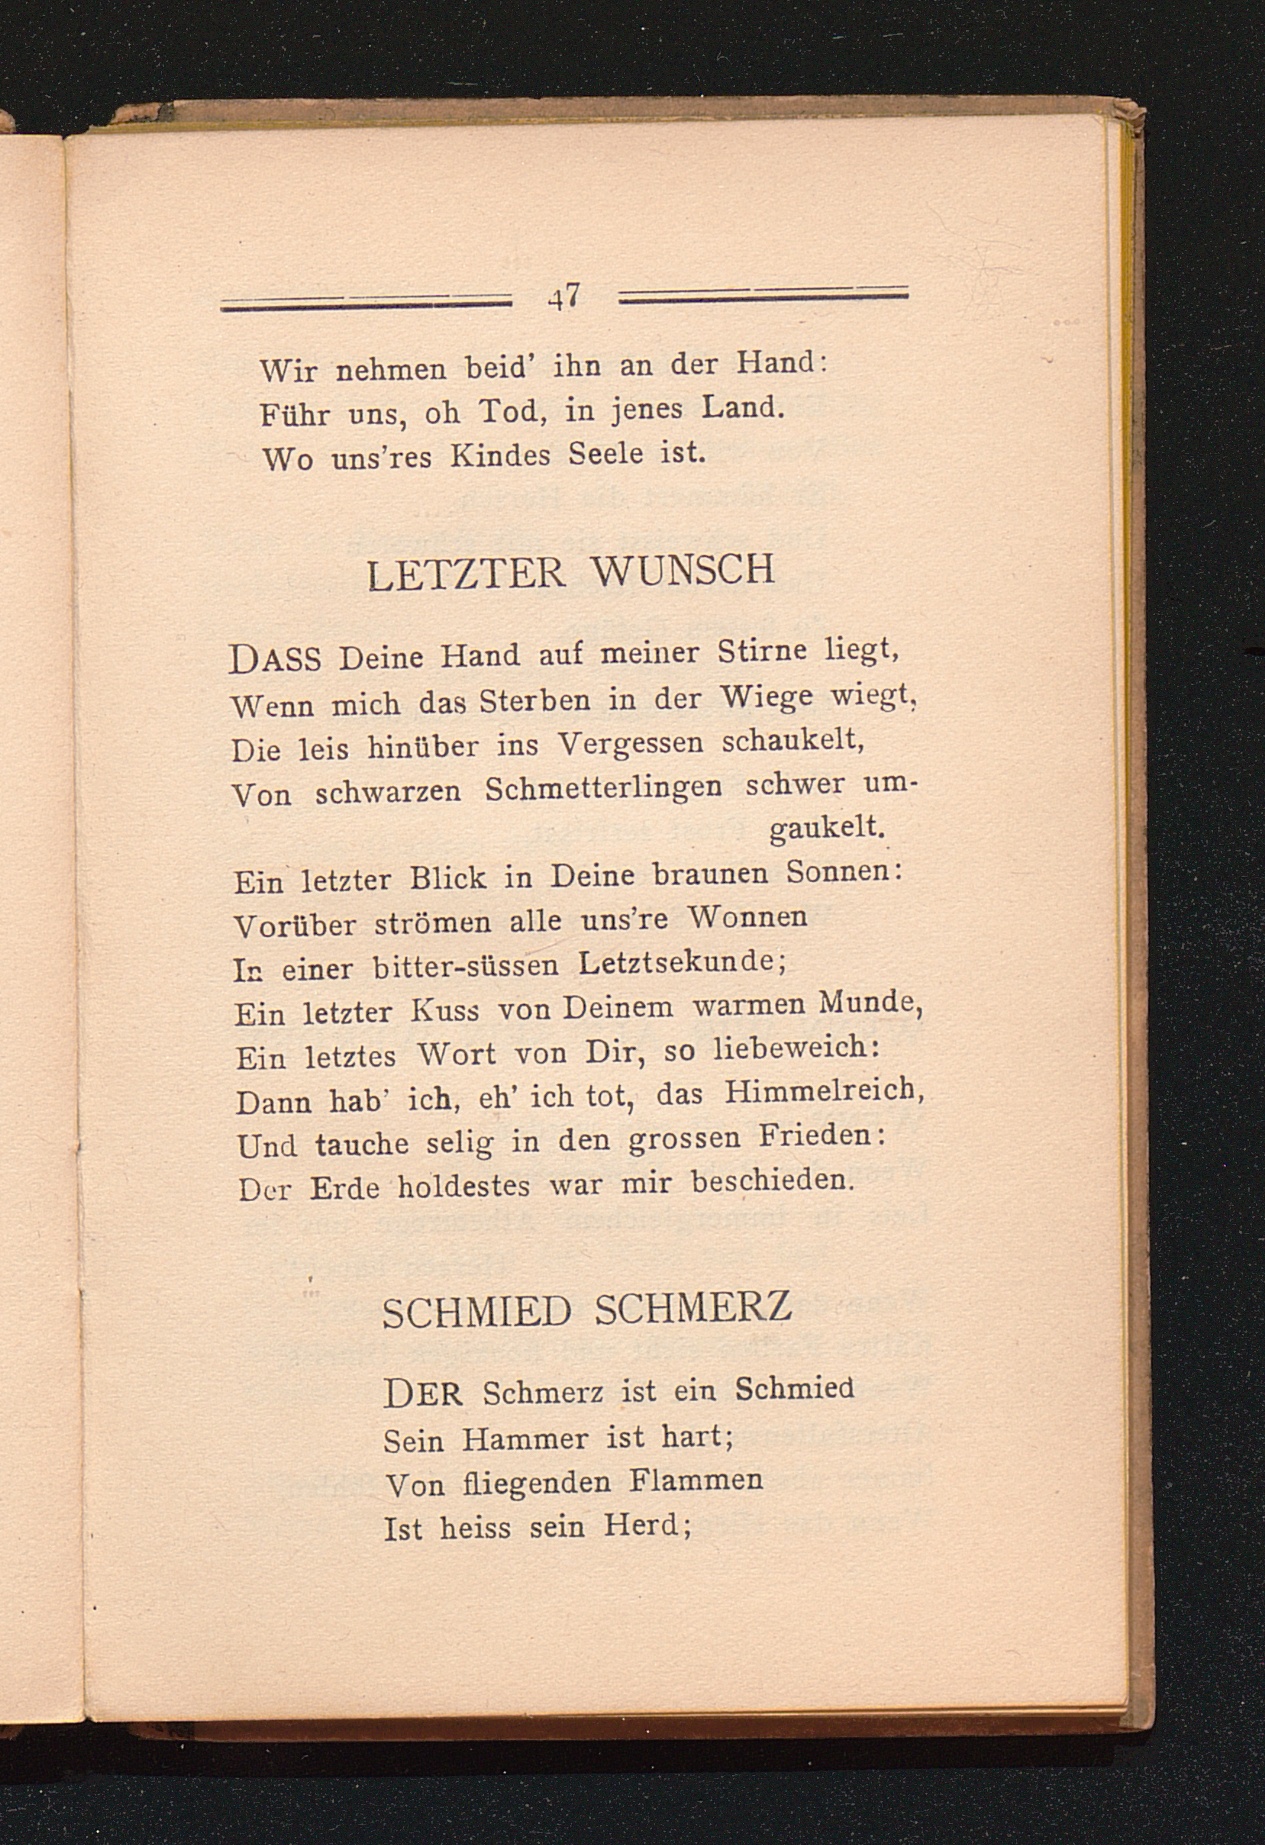 47
Wir nehmen beid’ ihn an der Hand:
Führ uns, oh Tod, in jenes Land.
Wo uns’res Kindes Seele ist.
LETZTER WUNSCH
DASS Deine Hand auf meiner Stirne liegt,
Wenn mich das Sterben in der Wiege wiegt,
Die leis hinüber ins Vergessen schaukelt,
Von schwarzen Schmetterlingen schwer um-
gaukelt.
Ein letzter Blick in Deine braunen Sonnen:
Vorüber strömen alle uns’re Wonnen
In einer bitter-süssen Letztsekunde;
Ein letzter Kuss von Deinem warmen Munde,
Ein letztes Wort von Dir, so liebeweich:
Dann hab’ ich, eh’ ich tot, das Himmelreich,
Und tauche selig in den grossen Frieden:
Der Erde holdestes war mir beschieden.
SCHMIED SCHMERZ
DER Schmerz ist ein Schmied
Sein Hammer ist hart;
Von fliegenden Flammen
Ist heiss sein Herd;